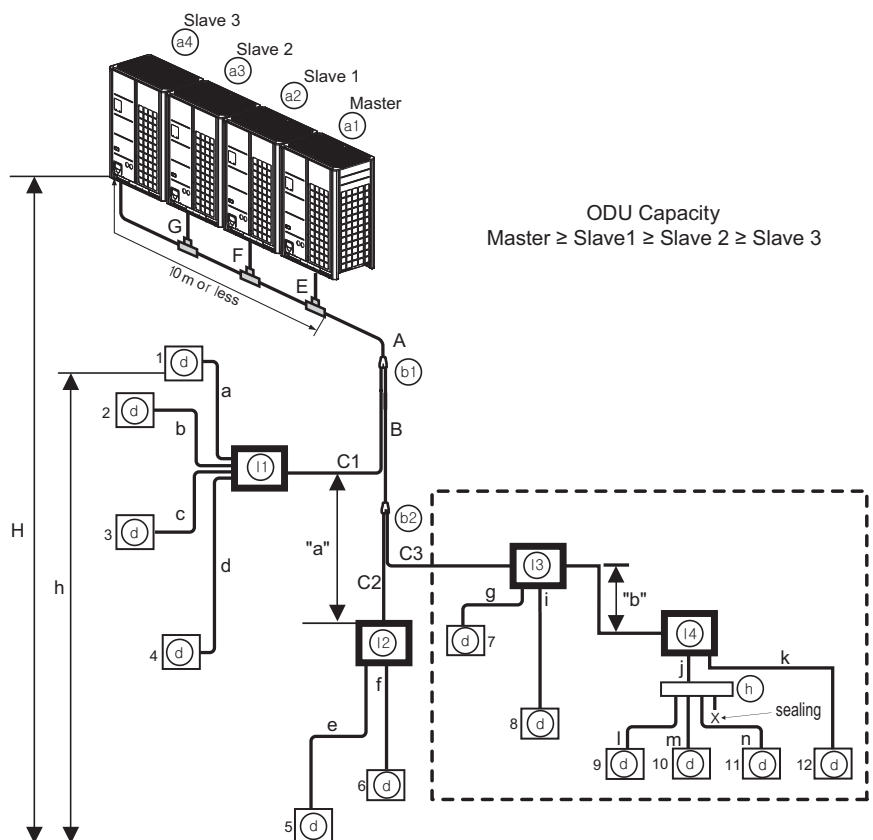 Slave 3
a4
Slave 2
a3
Slave 1
a2
Master
a1
ODU Capacity
Master ≥ Slave1 ≥ Slave 2 ≥ Slave 3
G
F
E
10 m or less
A
b1
1 d
a
2 d
b
B
I1
C1
c
3 d
d
H
h
"a"
b2
C3
C2
I3
"b"
g
i
d 7
4 d
I2
I4
f
j
k
h
X
sealing
e
8 d
l
m
n
9 d
10 d
11 d
12 d
6 d
5 d